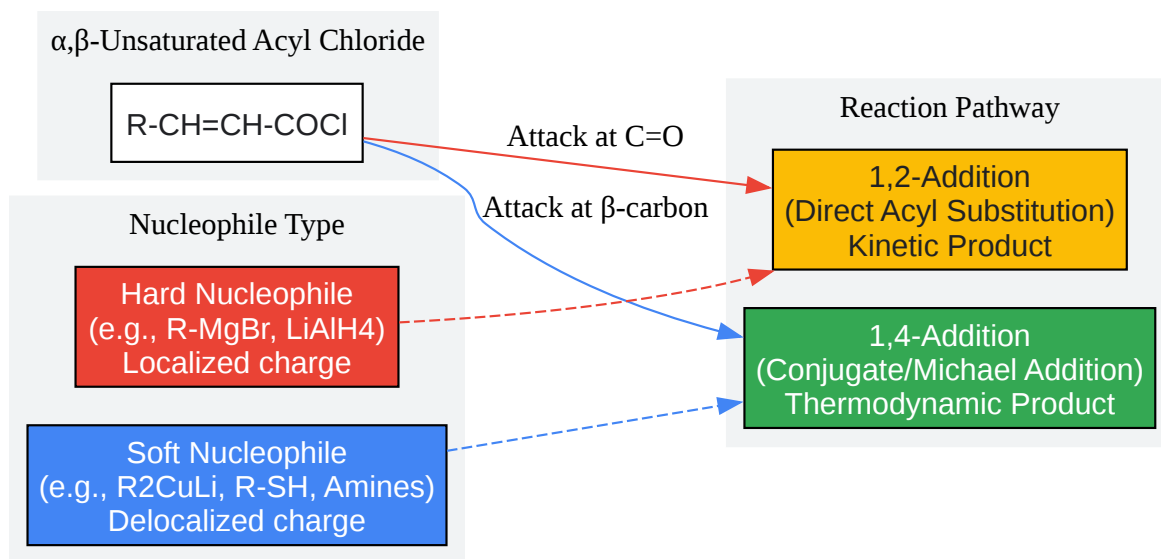 α,β-Unsaturated Acyl Chloride
R-CH=CH-COCl
Nucleophile Type
Hard Nucleophile
(e.g., R-MgBr, LiAlH4)
Localized charge
Soft Nucleophile
(e.g., R2CuLi, R-SH, Amines)
Delocalized charge
Attack at C=O
Attack at β-carbon
Reaction Pathway
1,2-Addition
(Direct Acyl Substitution)
Kinetic Product
1,4-Addition
(Conjugate/Michael Addition)
Thermodynamic Product